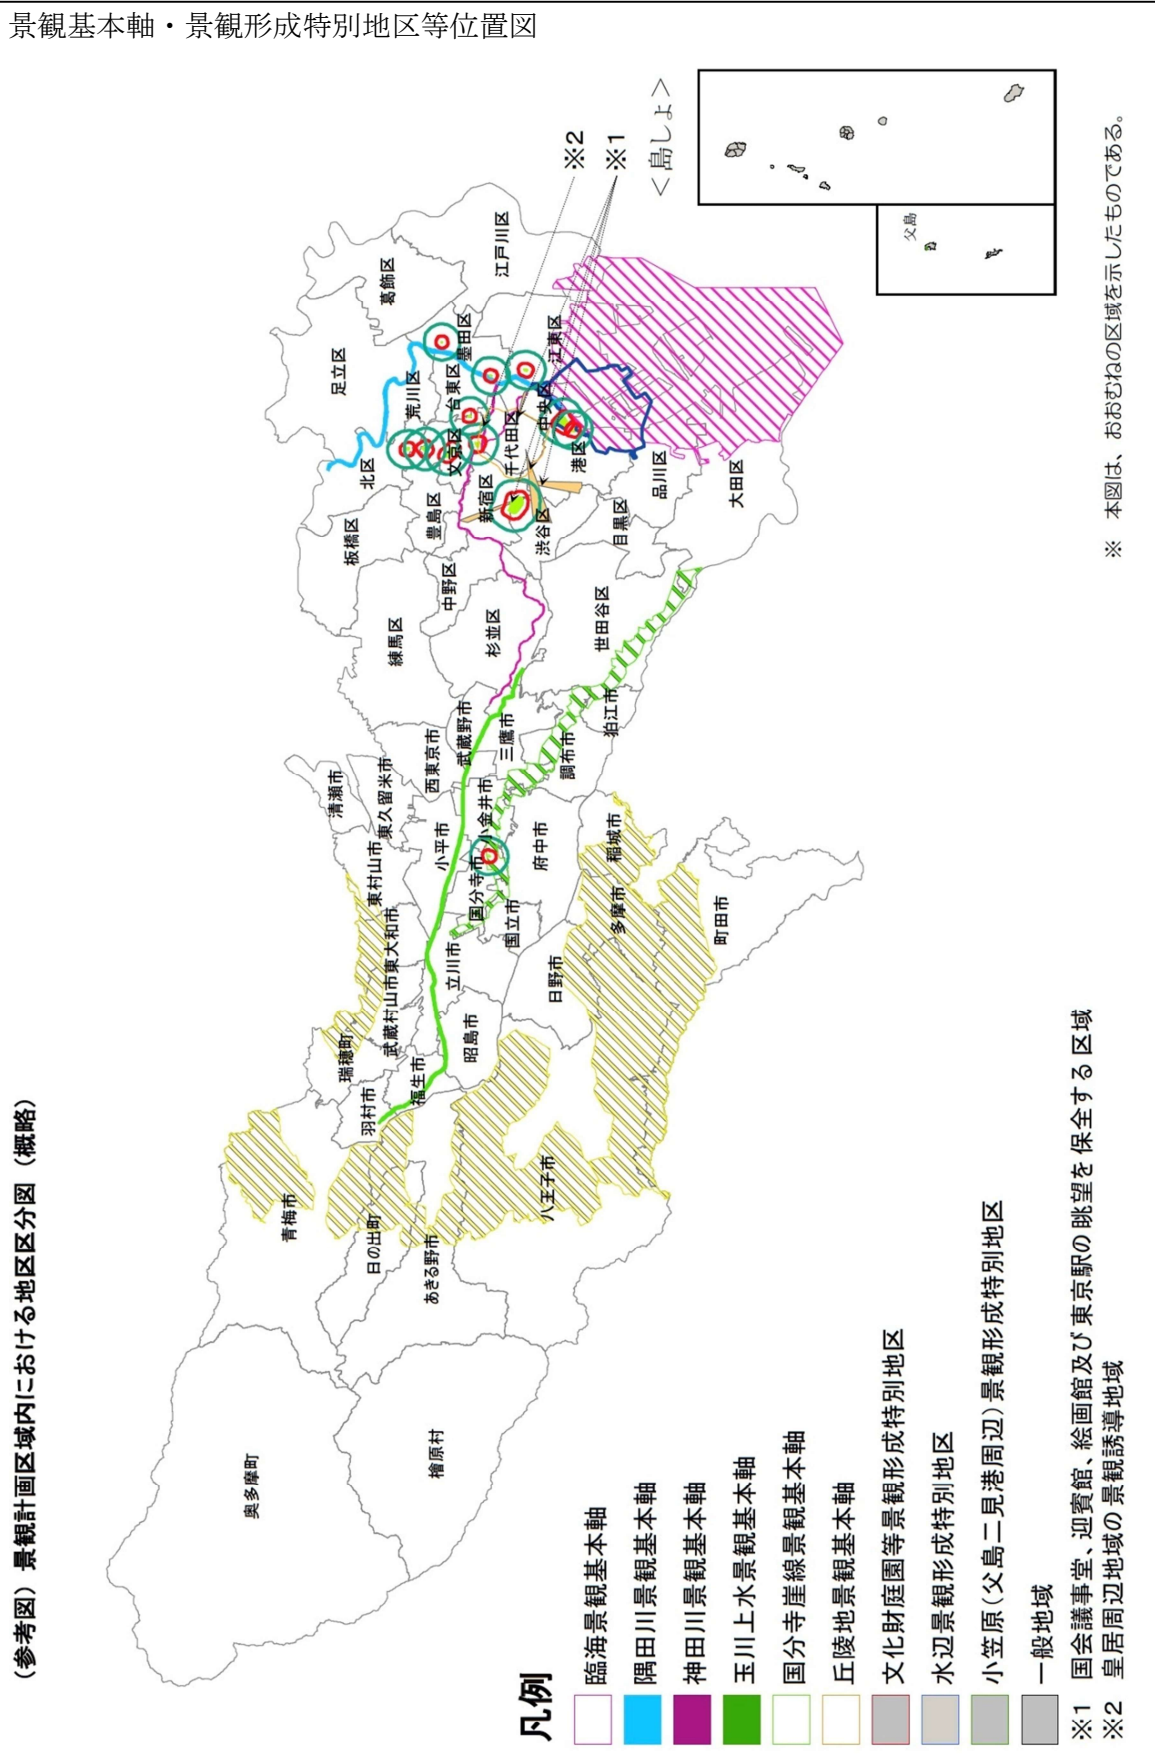 景観基本軸・景観形成特別地区等位置図
(参考図) 景観計画区域内における地区区分図 (概略)
奥多摩町
檜原村
青梅市
日の出町
あきる野市
八王子市
羽村市
瑞穂町
福生市
武蔵村山市
東大和市
昭島市
立川市
日野市
国立市
東村山市
国分寺市
小平市
府中市
多摩市
稲城市
町田市
清瀬市
東久留米市
西東京市
小金井市
武蔵野市
三鷹市
調布市
狛江市
練馬区
杉並区
世田谷区
中野区
板橋区
豊島区
新宿区
渋谷区
目黒区
北区
文京区
千代田区
港区
品川区
大田区
足立区
荒川区
台東区
墨田区
中央区
江東区
葛飾区
江戸川区
※2
※1
<島しょ>
父島
凡例
臨海景観基本軸
隅田川景観基本軸
神田川景観基本軸
玉川上水景観基本軸
国分寺崖線景観基本軸
丘陵地景観基本軸
文化財庭園等景観形成特別地区
水辺景観形成特別地区
小笠原(父島二見港周辺)景観形成特別地区
一般地域
※1 国会議事堂、迎賓館、絵画館及び東京駅の眺望を保全する区域
※2 皇居周辺地域の景観誘導地域
※ 本図は、おおむねの区域を示したものである。